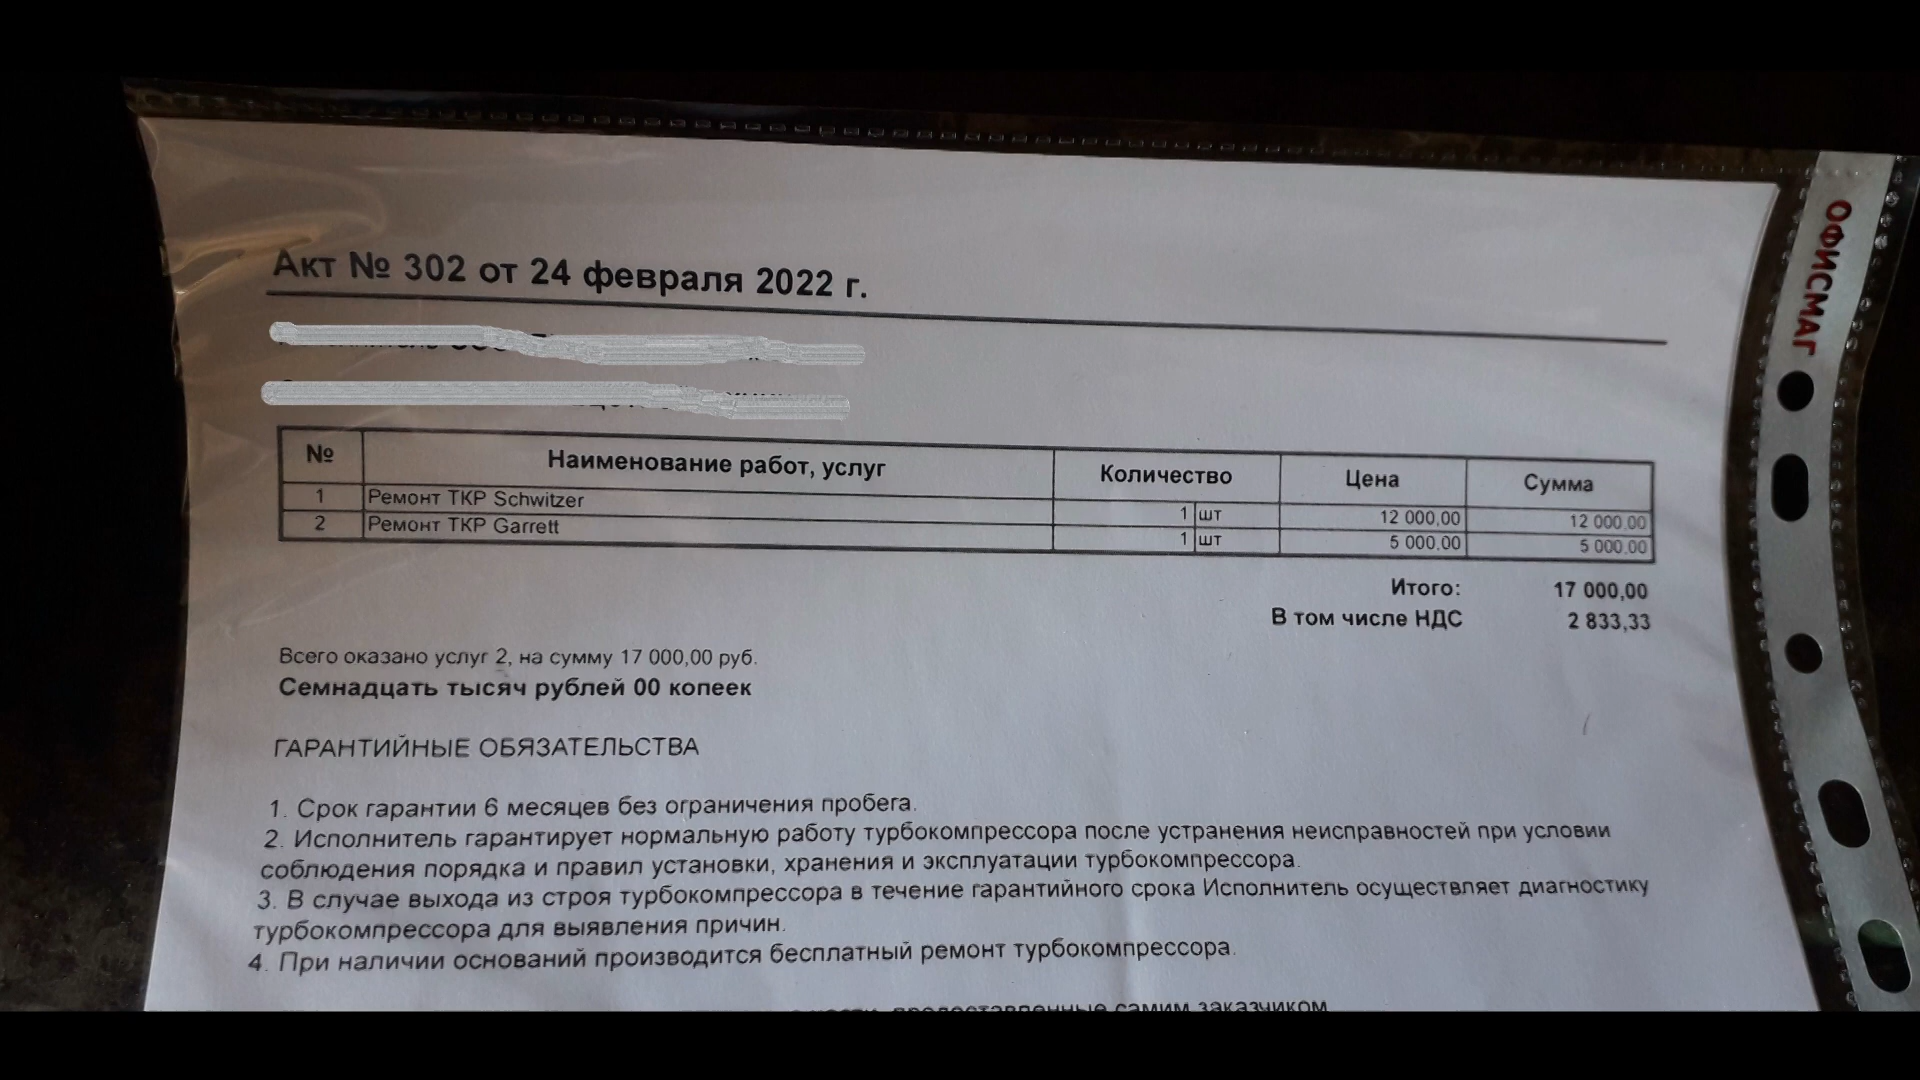 Акт № 302 от 24 февраля 2022 г.
№ Наименование работ, услуг Количество Цена Сумма
1 Ремонт ТКР Schwitzer 1 шт 12 000,00 12 000,00
2 Ремонт ТКР Garrett 1 шт 5 000,00 5 000,00
Итого: 17 000,00
В том числе НДС 2 833,33
Всего оказано услуг 2, на сумму 17 000,00 руб.
Семнадцать тысяч рублей 00 копеек
ГАРАНТИЙНЫЕ ОБЯЗАТЕЛЬСТВА
1. Срок гарантии 6 месяцев без ограничения пробега.
2. Исполнитель гарантирует нормальную работу турбокомпрессора после устранения неисправностей при условии
соблюдения порядка и правил установки, хранения и эксплуатации турбокомпрессора.
3. В случае выхода из строя турбокомпрессора в течение гарантийного срока Исполнитель осуществляет диагностику
турбокомпрессора для выявления причин.
4. При наличии оснований производится бесплатный ремонт турбокомпрессора.
предоставленные самим заказчиком
ОФИСМАГ